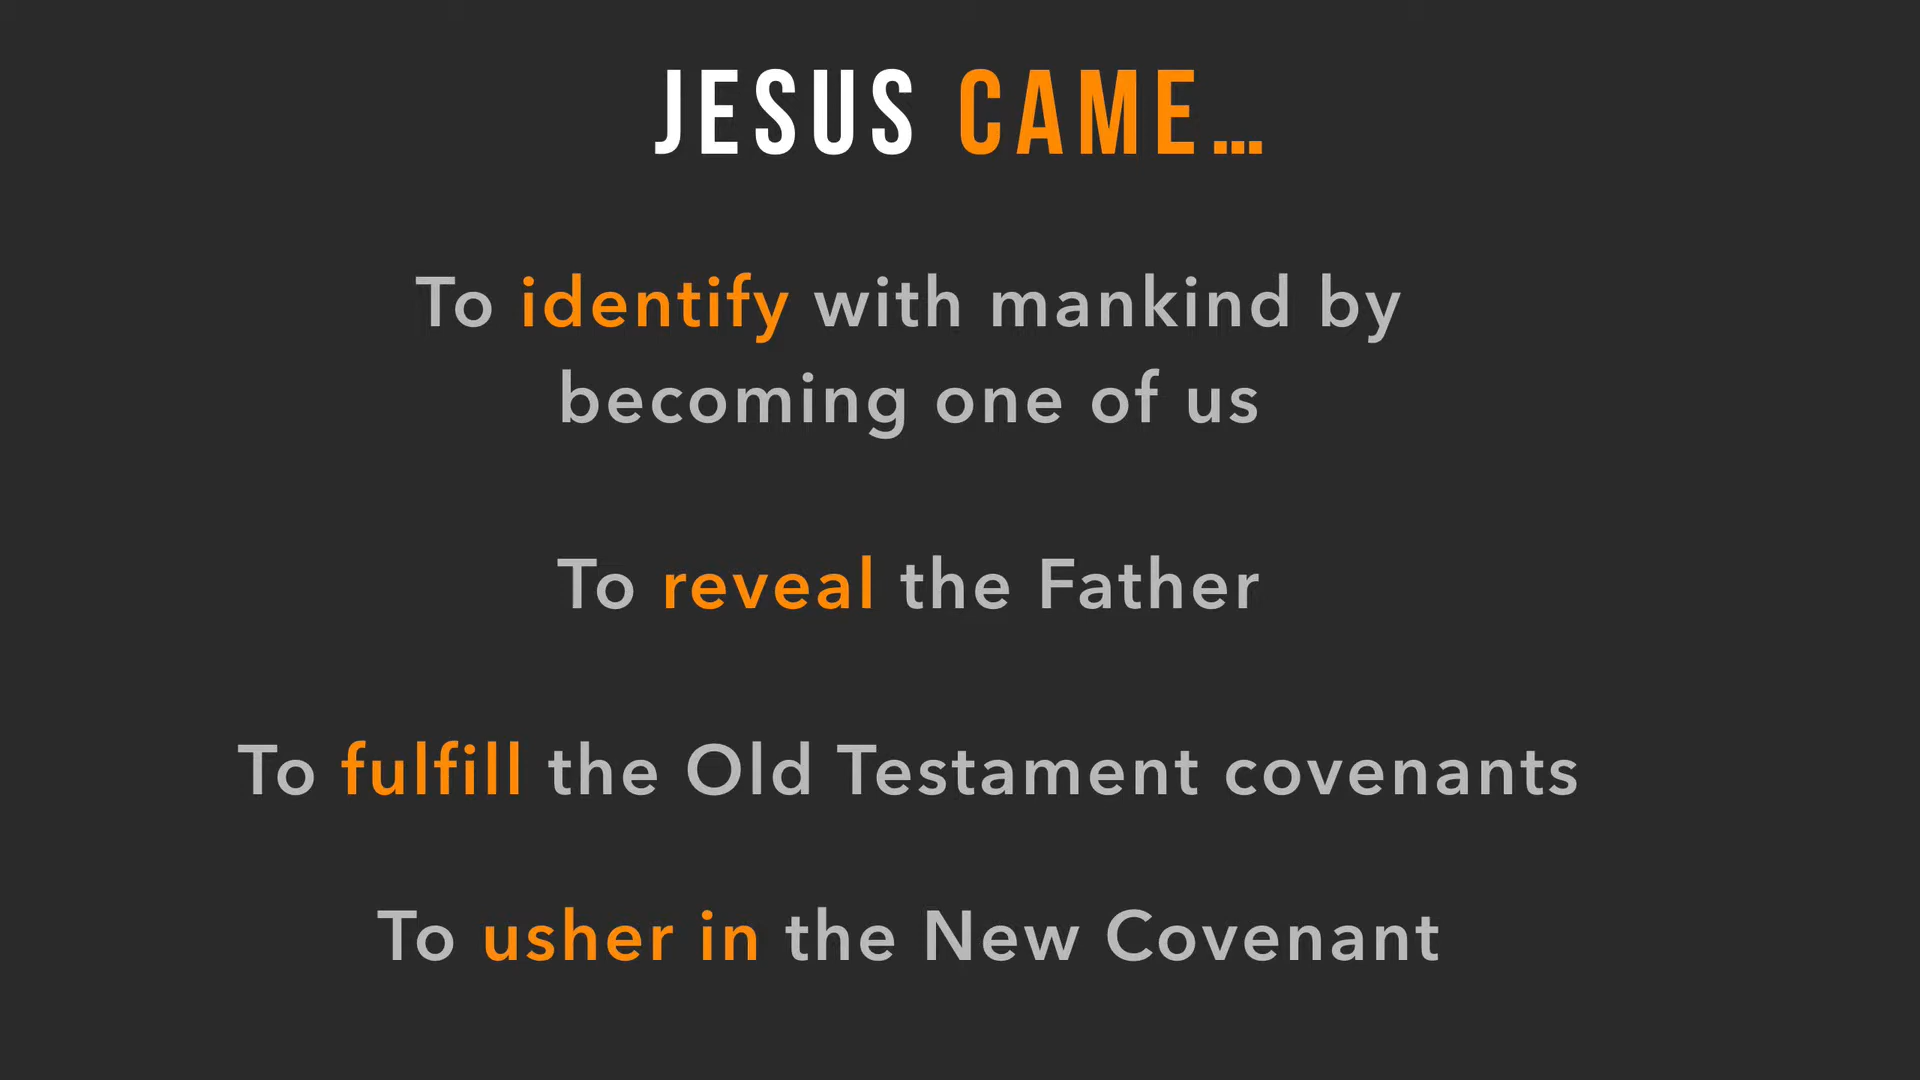 JESUS CAME…
To identify with mankind by
becoming one of us
To reveal the Father
To fulfill the Old Testament covenants
To usher in the New Covenant